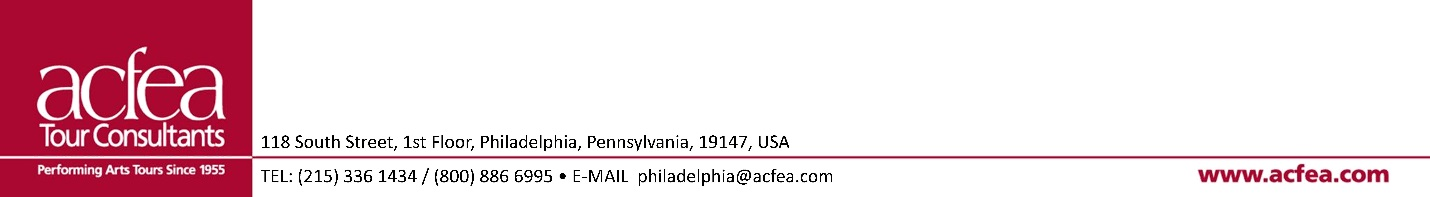 acfea
Tour Consultants
Performing Arts Tours Since 1955
118 South Street, 1st Floor, Philadelphia, Pennsylvania, 19147, USA
TEL: (215) 336 1434 / (800) 886 6995 • E-MAIL philadelphia@acfea.com
www.acfea.com